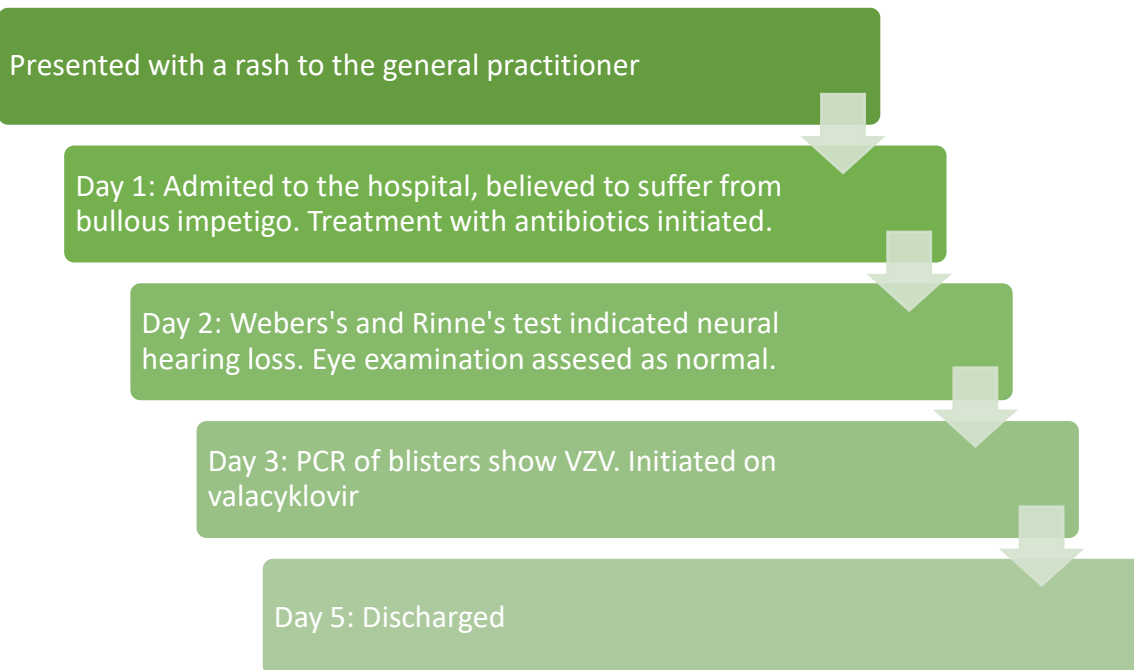 Presented with a rash to the general practitioner
Day 1: Admited to the hospital, believed to suffer from
bullous impetigo. Treatment with antibiotics initiated.
Day 2: Webers's and Rinne's test indicated neural
hearing loss. Eye examination assesed as normal.
Day 3: PCR of blisters show VZV. Initiated on
valacyklovir
Day 5: Discharged